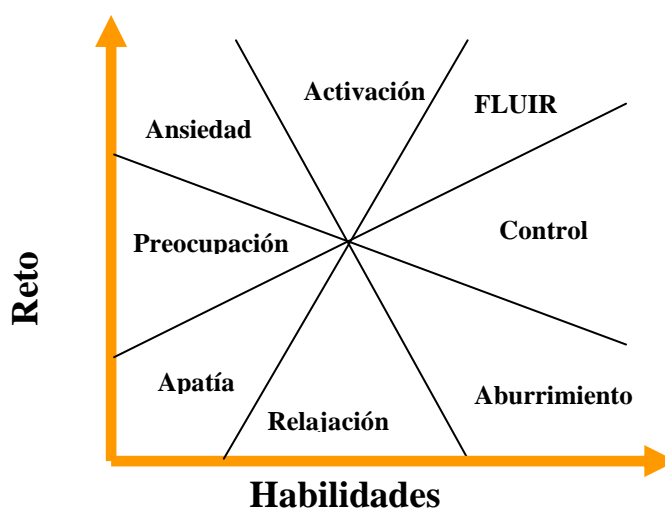 Activación
FLUIR
Ansiedad
Control
Preocupación
Reto
Apatía
Aburrimiento
Relajación
Habilidades